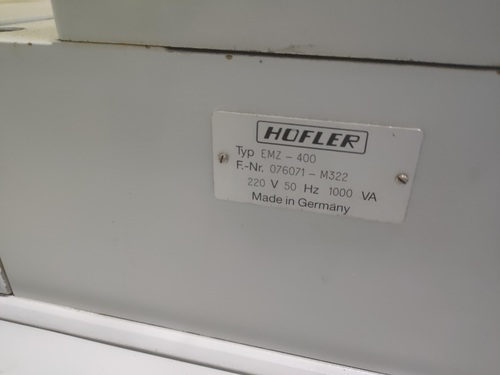 HOFLER
Typ EMZ - 400
F.-Nr. 076071 - M322
220 V 50 Hz 1000 VA
Made in Germany